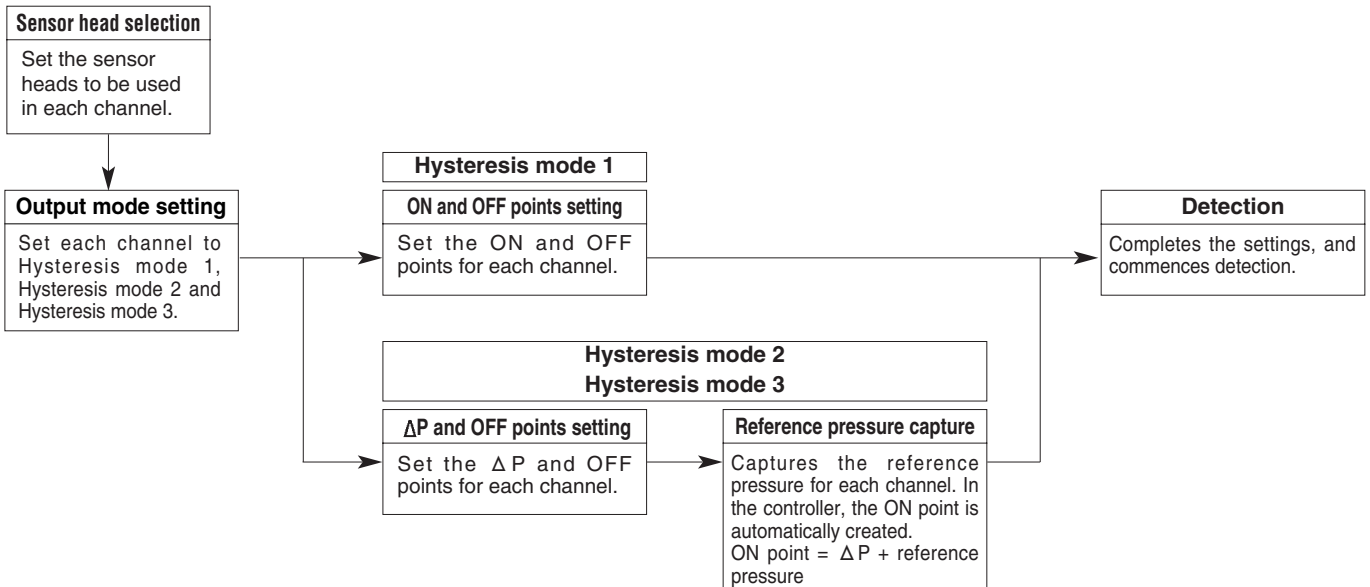 Sensor head selection
Set the sensor
heads to be used
in each channel.
Output mode setting
Set each channel to
Hysteresis mode 1,
Hysteresis mode 2 and
Hysteresis mode 3.
Hysteresis mode 1
ON and OFF points setting
Set the ON and OFF
points for each channel.
Hysteresis mode 2
Hysteresis mode 3
ΔP and OFF points setting
Set the ΔP and OFF
points for each channel.
Reference pressure capture
Captures the reference
pressure for each channel. In
the controller, the ON point is
automatically created.
ON point = ΔP + reference
pressure
Detection
Completes the settings, and
commences detection.